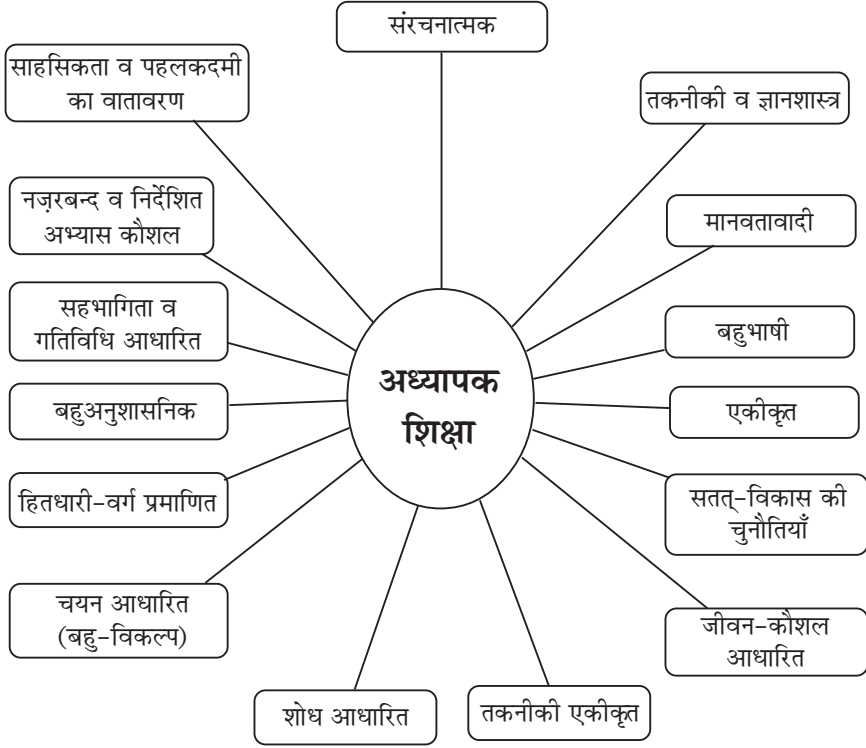 संरचनात्मक
साहसिकता व पहलकदमी
का वातावरण
तकनीकी व ज्ञानशास्त्र
नज़रबन्द व निर्देशित
अभ्यास कौशल
मानवतावादी
सहभागिता व
गतिविधि आधारित
बहुभाषी
अध्यापक
शिक्षा
बहुअनुशासनिक
एकीकृत
हितधारी-वर्ग प्रमाणित
सतत्-विकास की
चुनौतियाँ
चयन आधारित
(बहु-विकल्प)
जीवन-कौशल
आधारित
शोध आधारित
तकनीकी एकीकृत